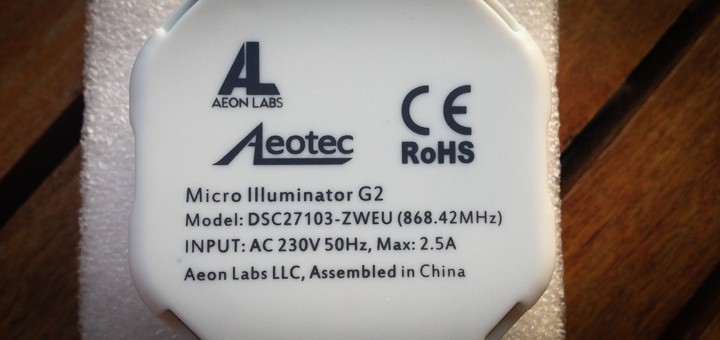 AL
AEON LABS
Aeotec
CE
RoHS
Micro Illuminator G2
Model: DSC27103-ZWEU (868.42MHz)
INPUT: AC 230V 50Hz, Max: 2.5A
Aeon Labs LLC, Assembled in China